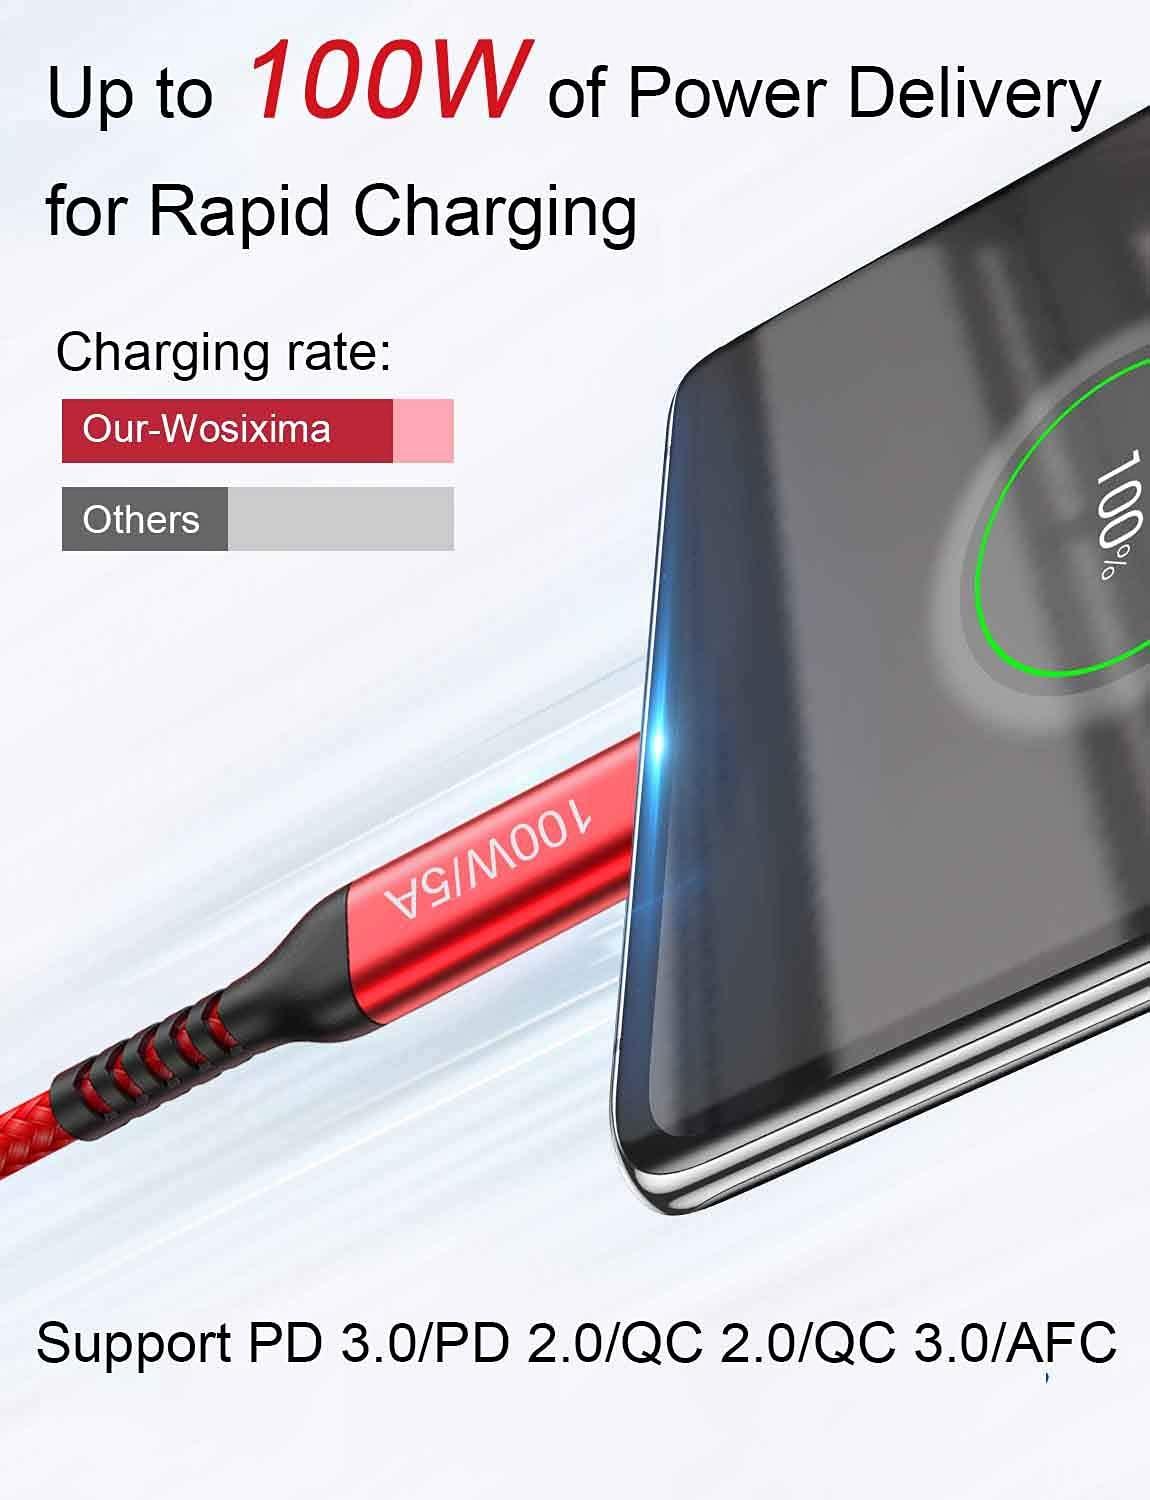 Up to 100W of Power Delivery
for Rapid Charging
Charging rate:
Our-Wosixima
Others
100%
100W/5A
Support PD 3.0/PD 2.0/QC 2.0/QC 3.0/AFC